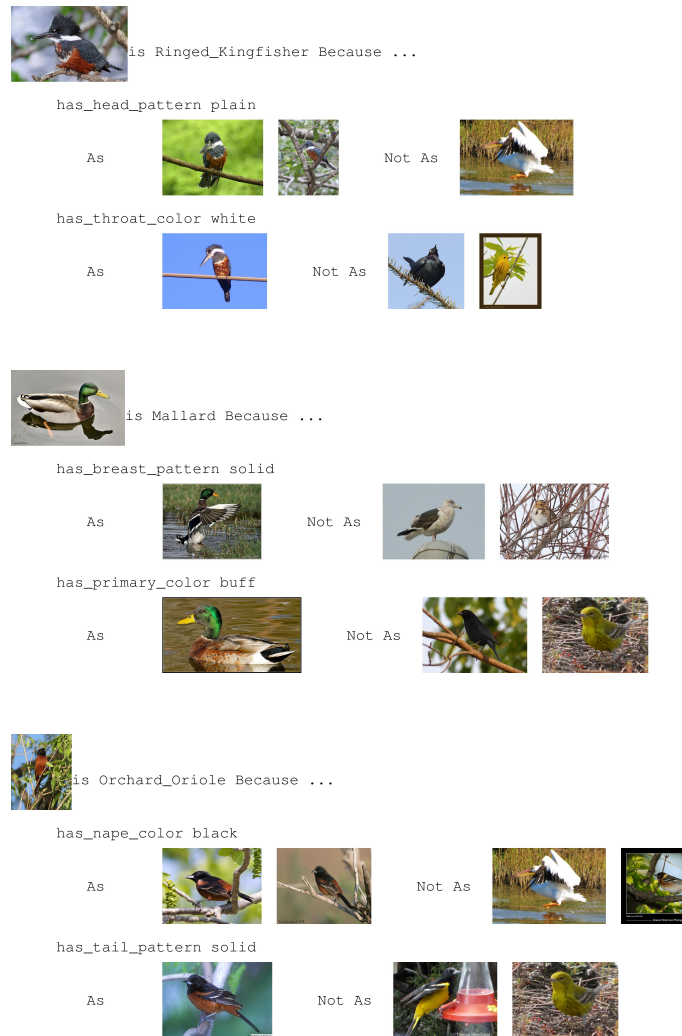 is Ringed_Kingfisher Because ...
has_head_pattern plain
As Not As
has_throat_color white
As Not As
is Mallard Because ...
has_breast_pattern solid
As Not As
has_primary_color buff
As Not As
is Orchard_Oriole Because ...
has_nape_color black
As Not As
has_tail_pattern solid
As Not As